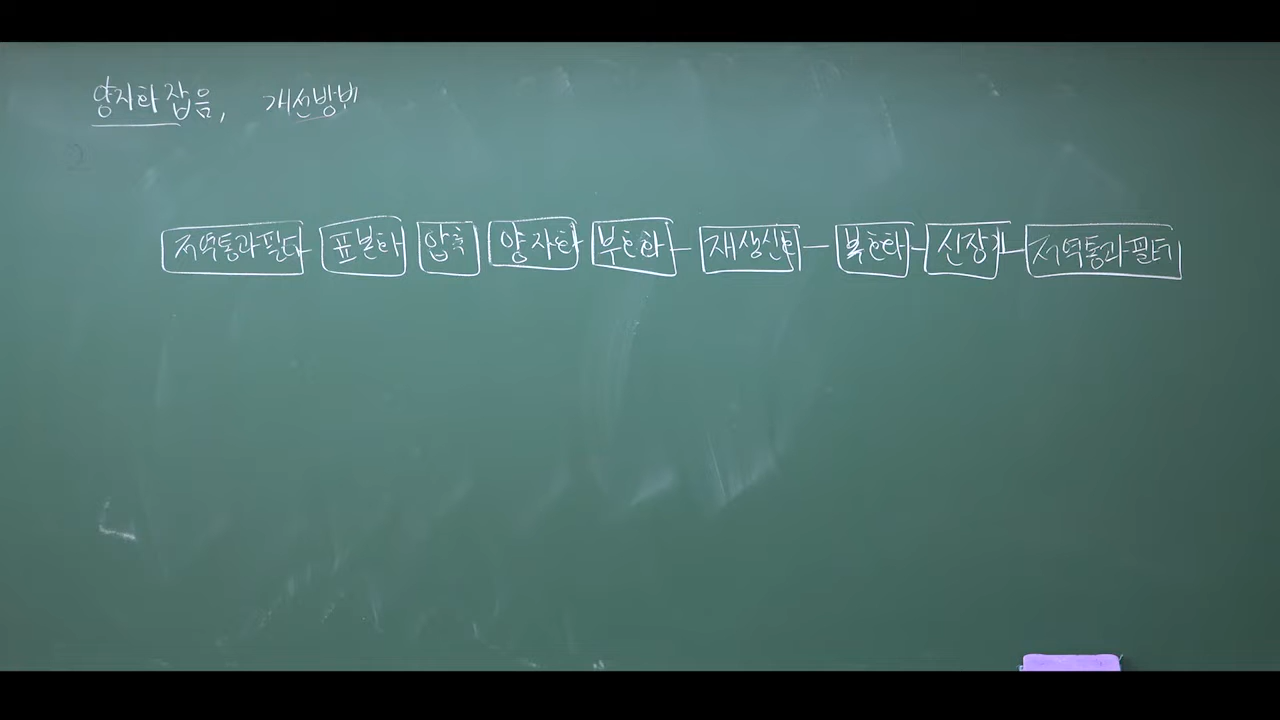 양자화 잡음, 개선방법
저역통과필터 표본화 압축 양자화 부호화 재생신호 복호화 신장기 저역통과필터